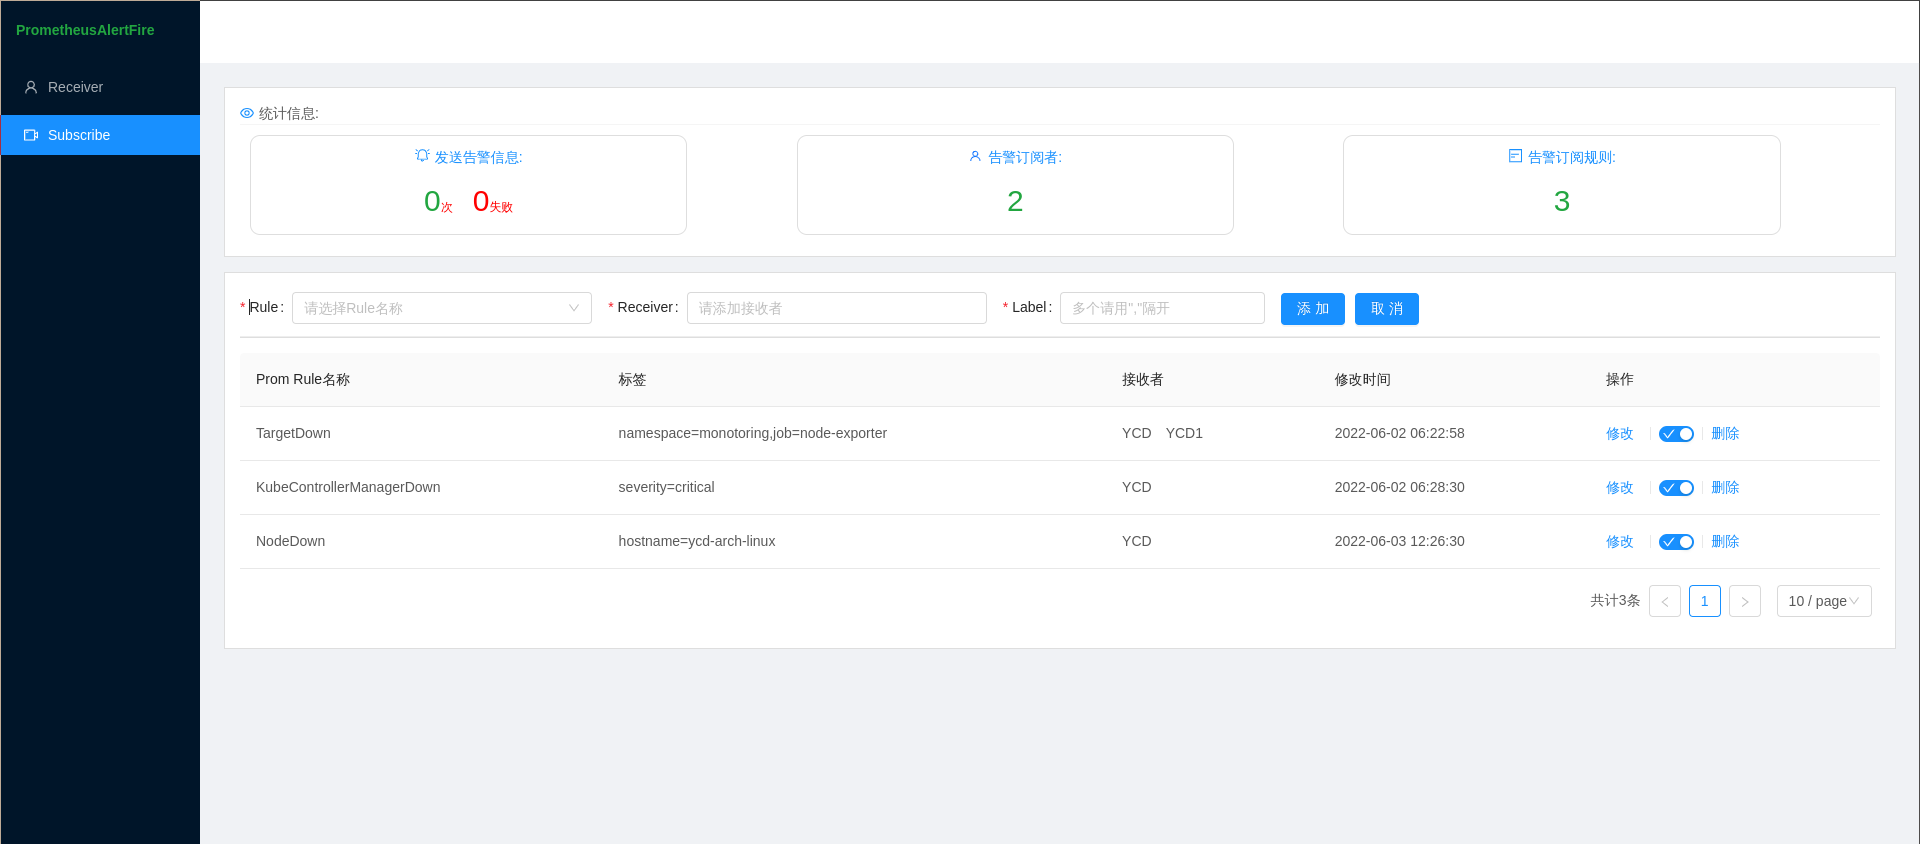 PrometheusAlertFire
Receiver
Subscribe
统计信息:
发送告警信息:
0次 0失败
告警订阅者:
2
告警订阅规则:
3
* Rule: 请选择Rule名称 * Receiver: 请添加接收者 * Label: 多个请用","隔开 添 加 取 消
Prom Rule名称 标签 接收者 修改时间 操作
TargetDown namespace=monotoring,job=node-exporter YCD YCD1 2022-06-02 06:22:58 修改 删除
KubeControllerManagerDown severity=critical YCD 2022-06-02 06:28:30 修改 删除
NodeDown hostname=ycd-arch-linux YCD 2022-06-03 12:26:30 修改 删除
共计3条 1 10 / page